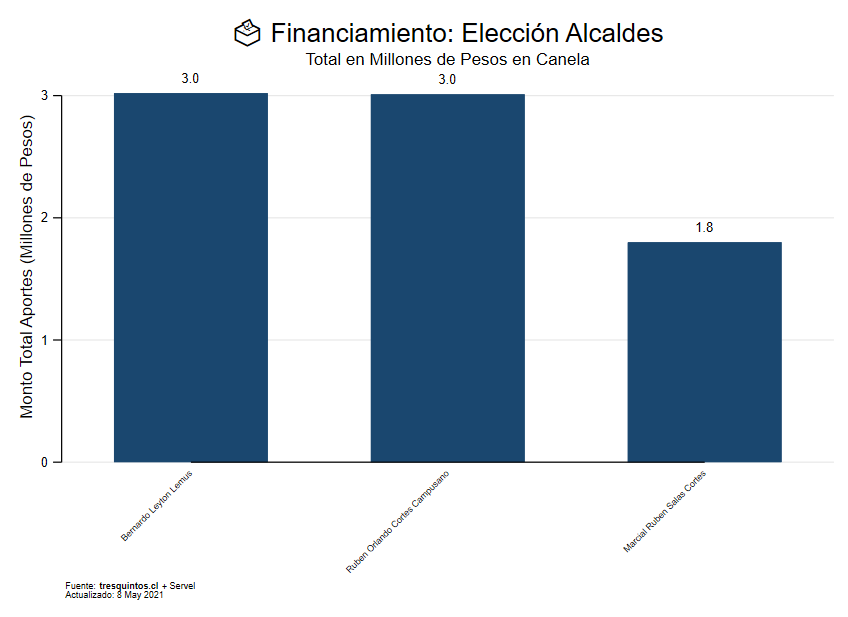 Financiamiento: Elección Alcaldes
Total en Millones de Pesos en Canela
Monto Total Aportes (Millones de Pesos)
3
2
1
0
3.0
3.0
1.8
Bernardo Leyton Lemus
Ruben Orlando Cortes Campusano
Marcial Ruben Salas Cortes
Fuente: tresquintos.cl + Servel
Actualizado: 8 May 2021